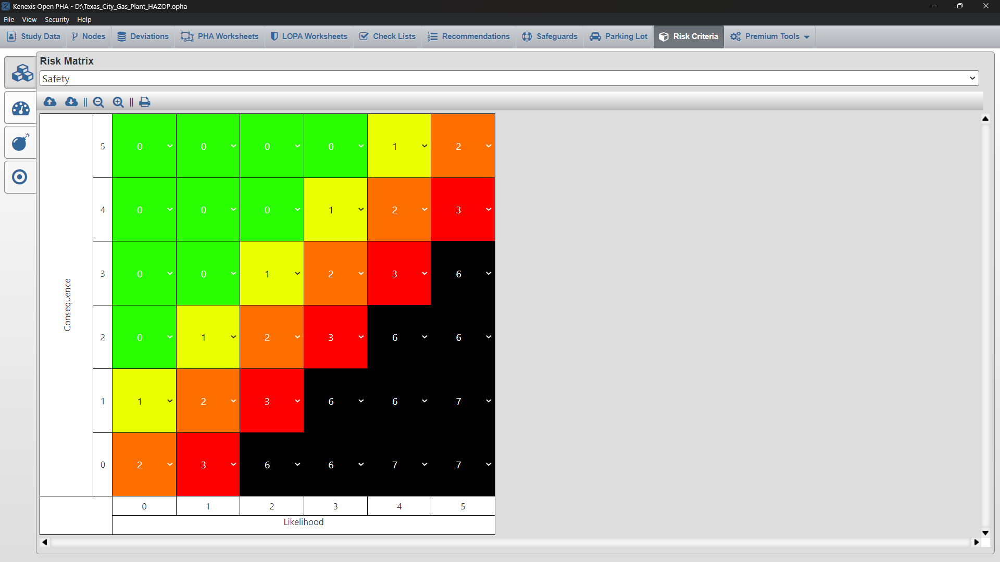 Kenexis Open PHA - D:\Texas_City_Gas_Plant_HAZOP.opha
File View Security Help
Study Data Nodes Deviations PHA Worksheets LOPA Worksheets Check Lists Recommendations Safeguards Parking Lot Risk Criteria Premium Tools
Risk Matrix
Safety
Consequence
5 0 0 0 0 1 2
4 0 0 0 1 2 3
3 0 0 1 2 3 6
2 0 1 2 3 6 6
1 1 2 3 6 6 7
0 2 3 6 6 7 7
0 1 2 3 4 5
Likelihood